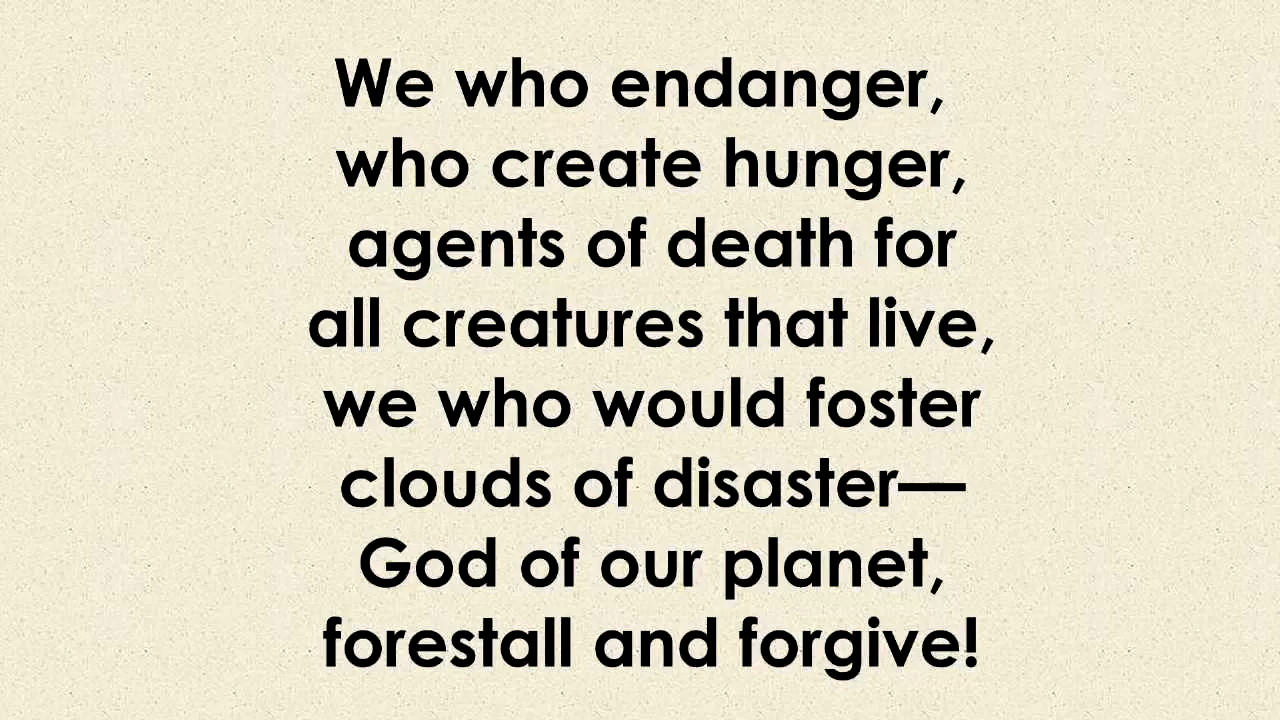 We who endanger,
who create hunger,
agents of death for
all creatures that live,
we who would foster
clouds of disaster—
God of our planet,
forestall and forgive!